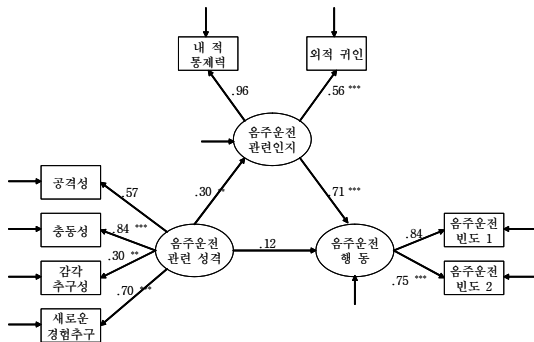 내 적
통제력
외적 귀인
.96
.56 ***
음주운전
관련인지
공격성
.57
.30 **
.71 ***
충동성
.84 ***
음주운전
관련 성격
.12
음주운전
행 동
.84
음주운전
빈도 1
감각
추구성
.30 **
.75 ***
음주운전
빈도 2
.70 ***
새로운
경험추구